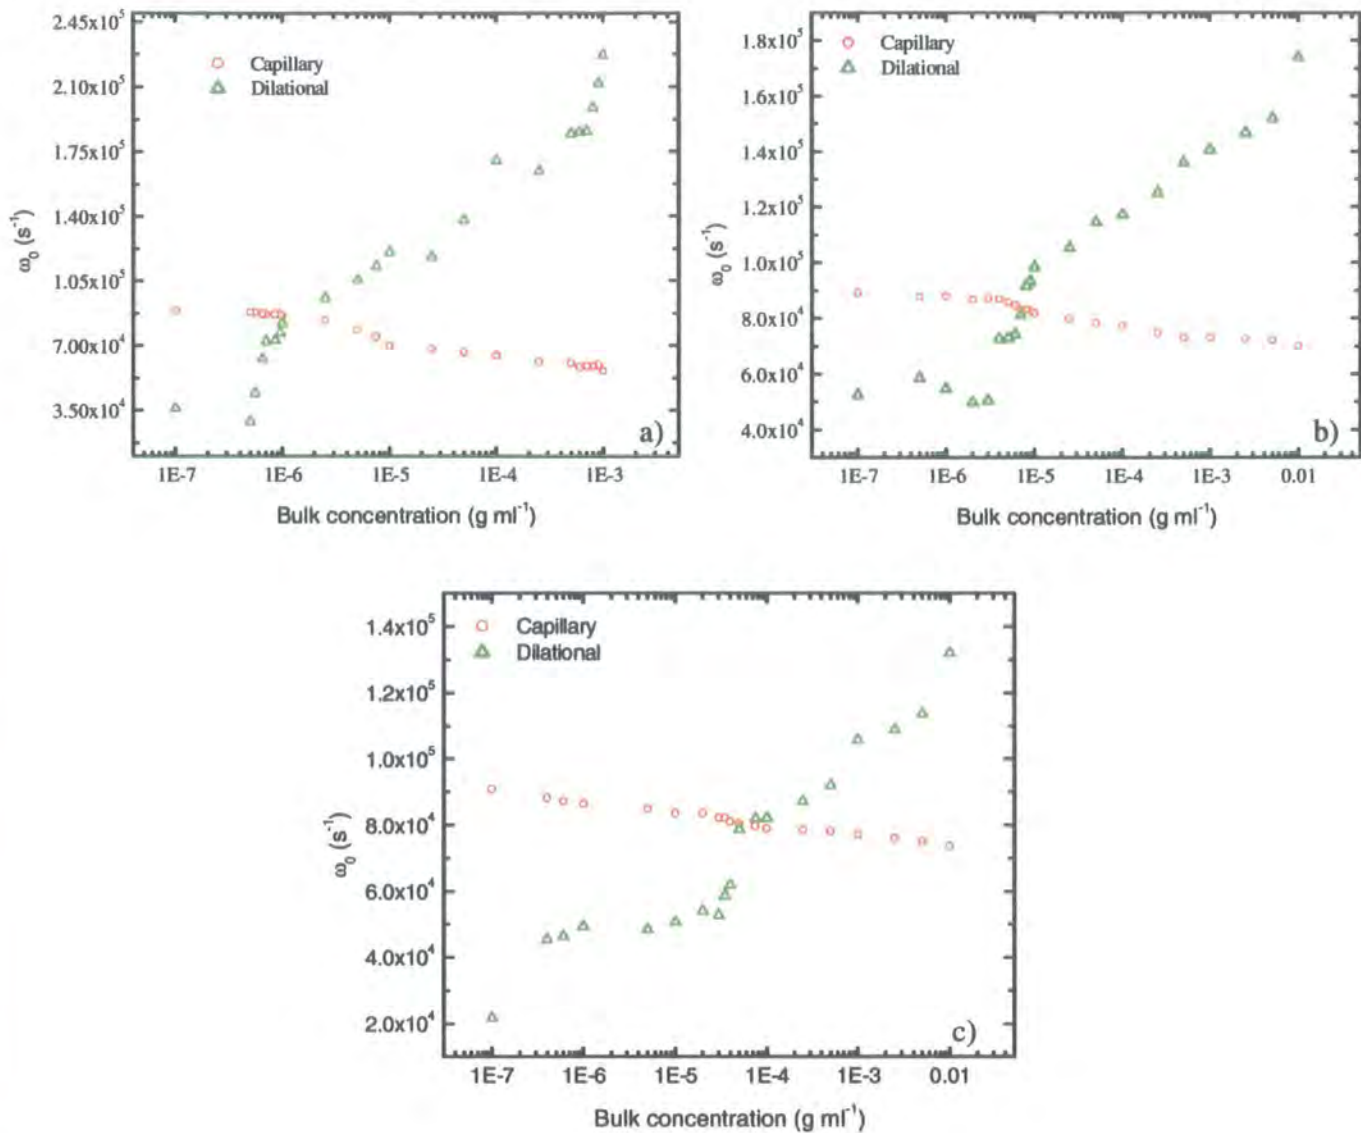 2.45x10⁵
2.10x10⁵
1.75x10⁵
1.40x10⁵
1.05x10⁵
7.00x10⁴
3.50x10⁴
ω₀ (s⁻¹)
Capillary
Dilational
a)
1E-7
1E-6
1E-5
1E-4
1E-3
Bulk concentration (g ml⁻¹)
1.8x10⁵
1.6x10⁵
1.4x10⁵
1.2x10⁵
1.0x10⁵
8.0x10⁴
6.0x10⁴
4.0x10⁴
ω₀ (s⁻¹)
Capillary
Dilational
b)
1E-7
1E-6
1E-5
1E-4
1E-3
0.01
Bulk concentration (g ml⁻¹)
1.4x10⁵
1.2x10⁵
1.0x10⁵
8.0x10⁴
6.0x10⁴
4.0x10⁴
2.0x10⁴
ω₀ (s⁻¹)
Capillary
Dilational
c)
1E-7
1E-6
1E-5
1E-4
1E-3
0.01
Bulk concentration (g ml⁻¹)